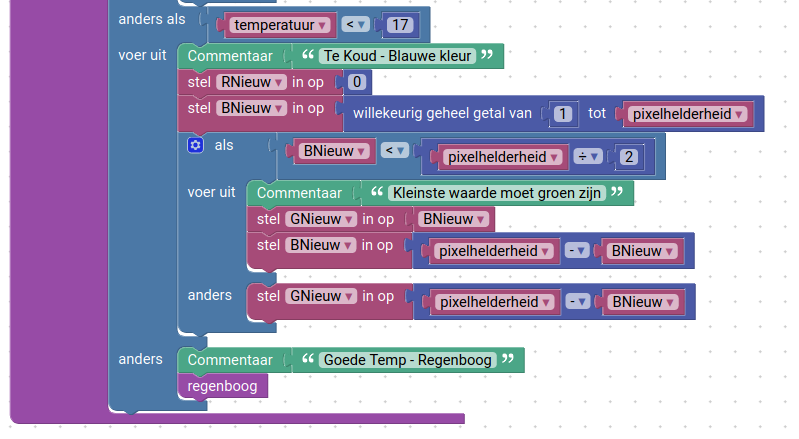 anders als temperatuur ▾ < ▾ 17
voer uit Commentaar “ Te Koud - Blauwe kleur ”
stel RNieuw ▾ in op 0
stel BNieuw ▾ in op willekeurig geheel getal van 1 tot pixelhelderheid ▾
als BNieuw ▾ < ▾ pixelhelderheid ▾ ÷ ▾ 2
voer uit Commentaar “ Kleinste waarde moet groen zijn ”
stel GNieuw ▾ in op BNieuw ▾
stel BNieuw ▾ in op pixelhelderheid ▾ - ▾ BNieuw ▾
anders stel GNieuw ▾ in op pixelhelderheid ▾ - ▾ BNieuw ▾
anders Commentaar “ Goede Temp - Regenboog ”
regenboog